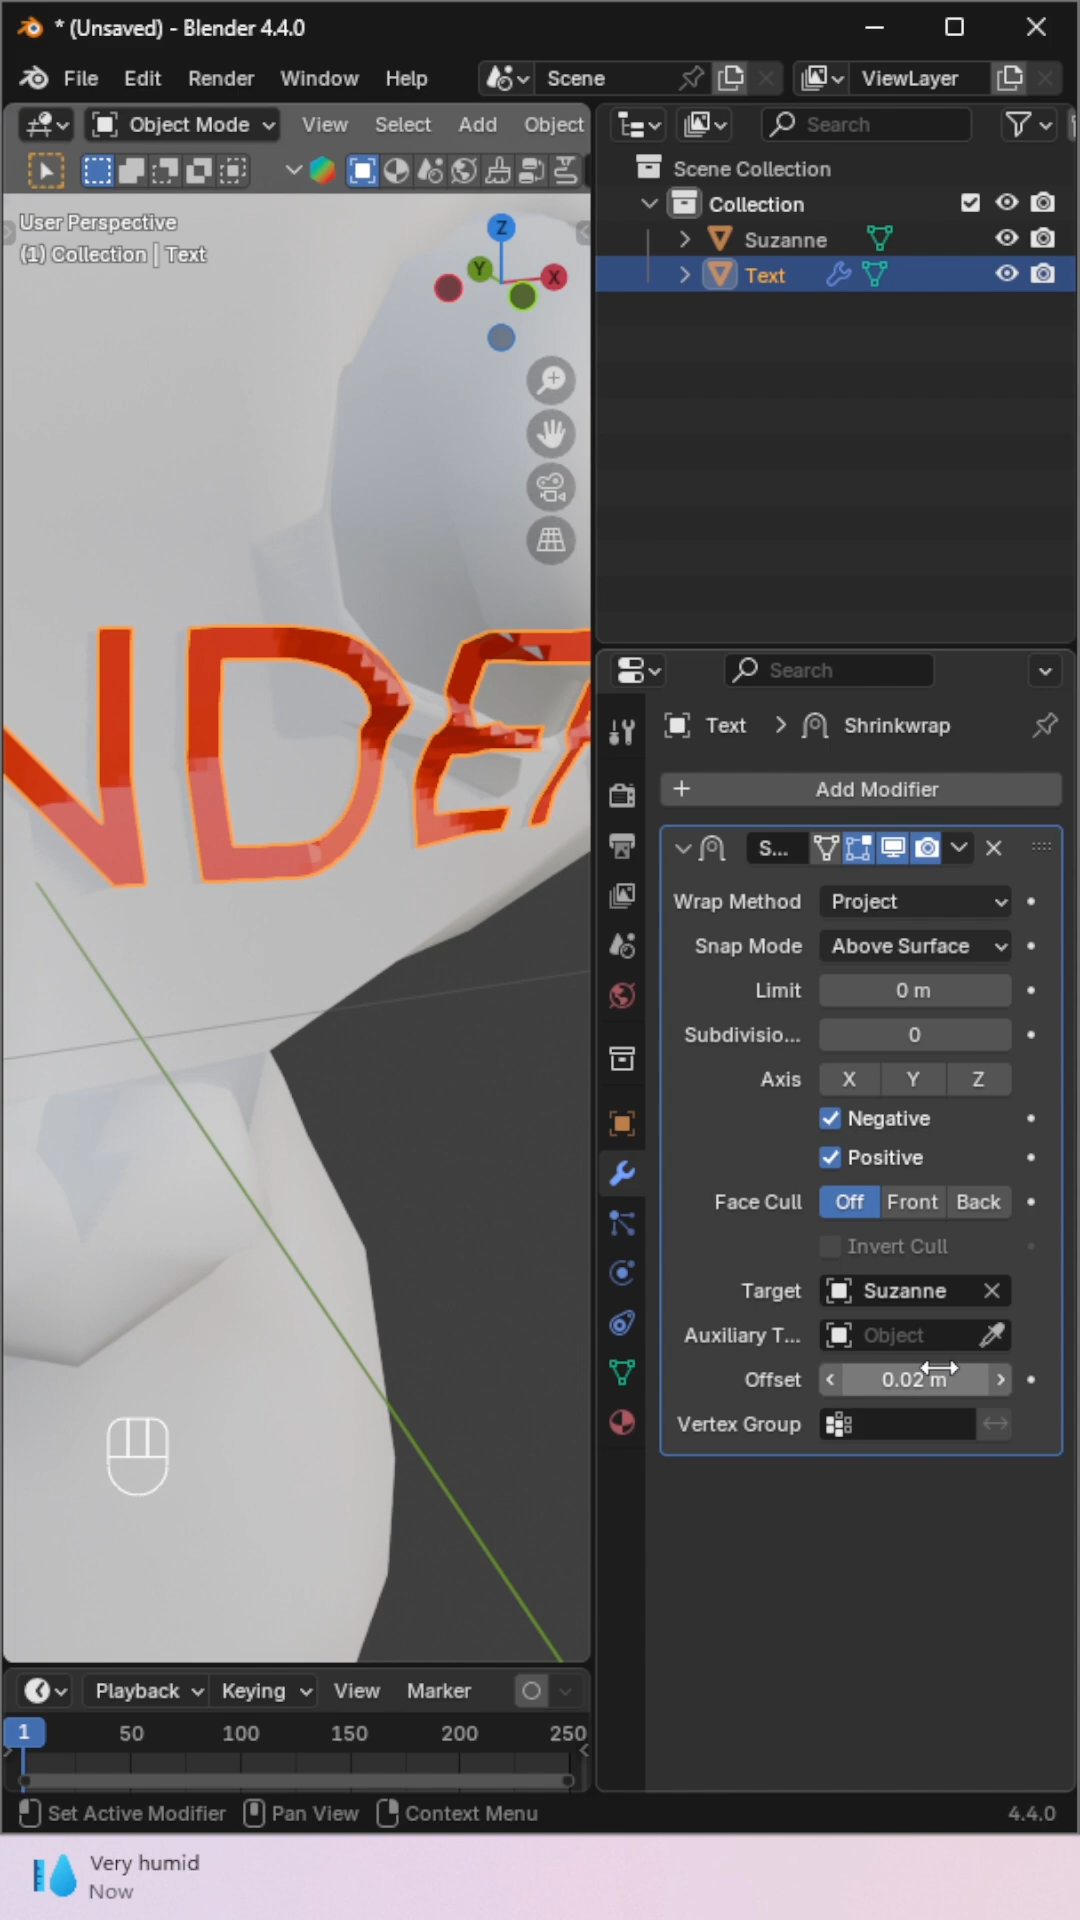 * (Unsaved) - Blender 4.4.0
File Edit Render Window Help Scene ViewLayer
Object Mode View Select Add Object
Search
User Perspective
(1) Collection | Text
Z
Y
X
Scene Collection
Collection
Suzanne
Text
NDER
Search
Text > Shrinkwrap
+ Add Modifier
S...
Wrap Method Project
Snap Mode Above Surface
Limit 0 m
Subdivisio... 0
Axis X Y Z
Negative
Positive
Face Cull Off Front Back
Invert Cull
Target Suzanne
Auxiliary T... Object
Offset 0.02 m
Vertex Group
Playback Keying View Marker
1 50 100 150 200 250
Set Active Modifier Pan View Context Menu 4.4.0
Very humid
Now